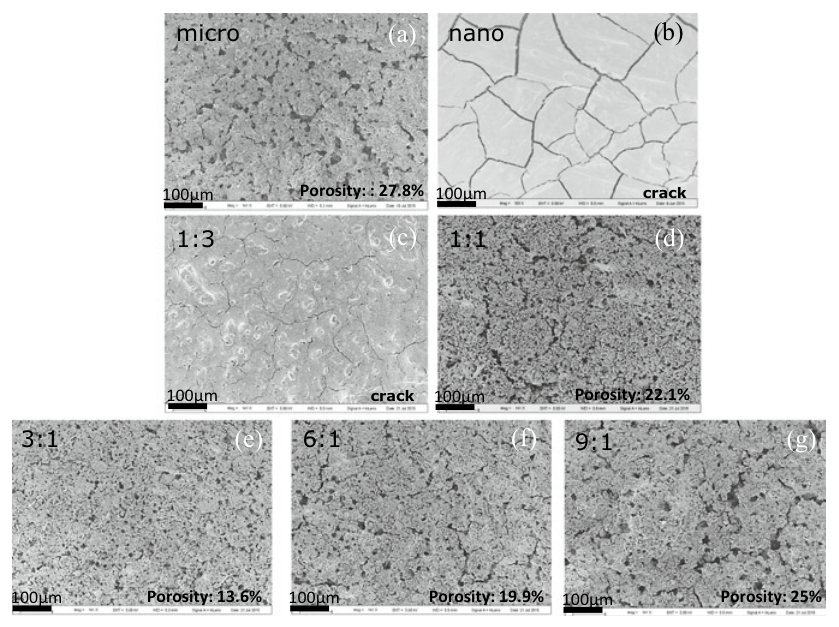 micro (a)
Porosity: : 27.8%
100µm
nano (b)
crack
100µm
1:3 (c)
crack
100µm
1:1 (d)
Porosity: 22.1%
100µm
3:1 (e)
Porosity: 13.6%
100µm
6:1 (f)
Porosity: 19.9%
100µm
9:1 (g)
Porosity: 25%
100µm